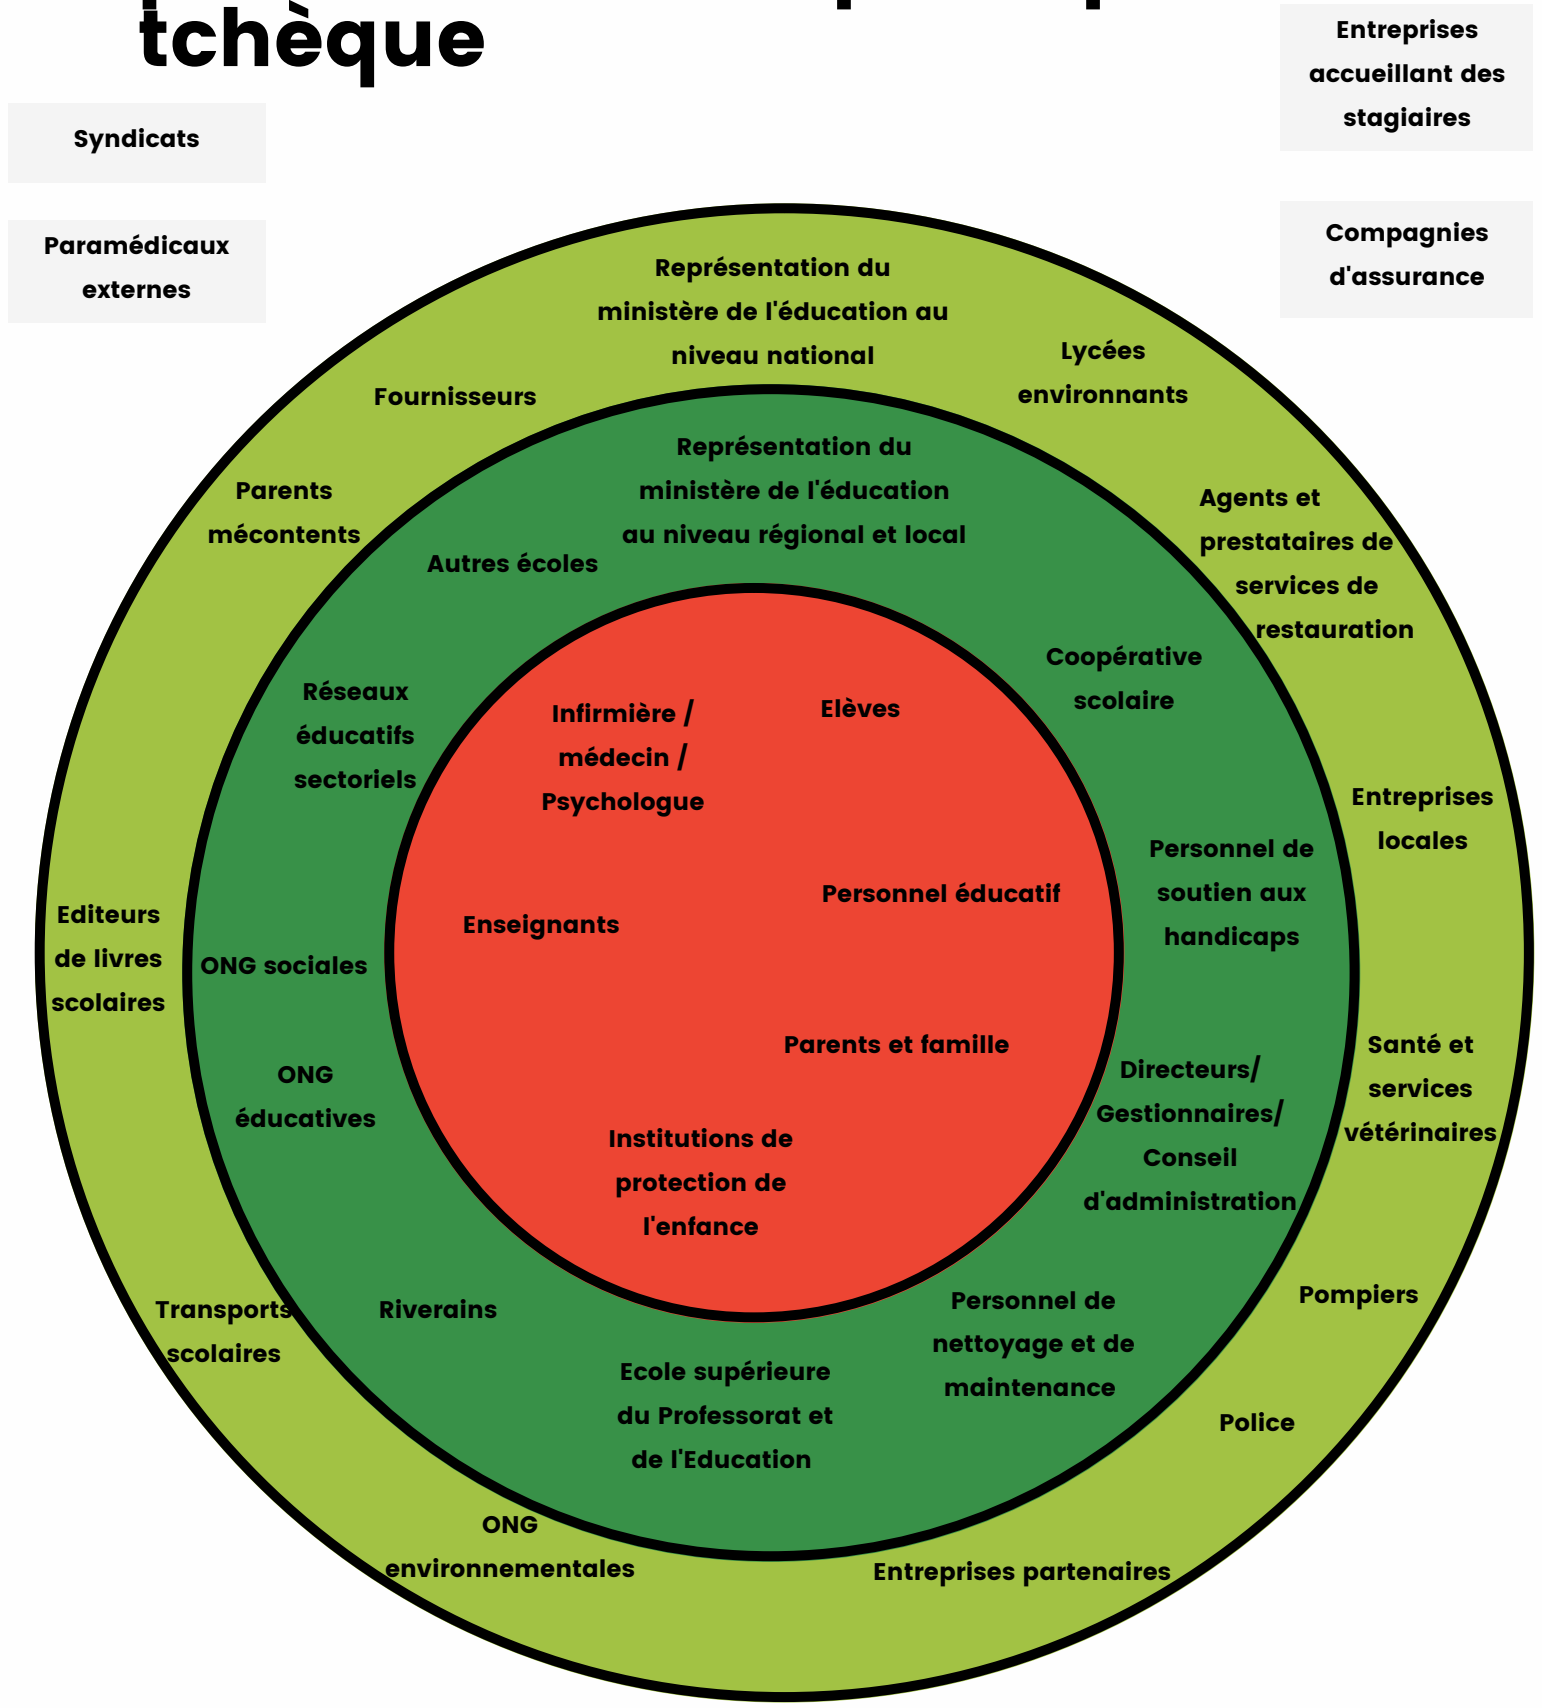 tchèque
Entreprises
accueillant des
stagiaires
Syndicats
Paramédicaux
externes
Compagnies
d'assurance
Représentation du
ministère de l'éducation au
niveau national
Lycées
environnants
Fournisseurs
Parents
mécontents
Agents et
prestataires de
services de
restauration
Représentation du
ministère de l'éducation
au niveau régional et local
Autres écoles
Coopérative
scolaire
Réseaux
éducatifs
sectoriels
Infirmière /
médecin /
Psychologue
Elèves
Entreprises
locales
Personnel de
soutien aux
handicaps
Personnel éducatif
Enseignants
Editeurs
de livres
scolaires
ONG sociales
Parents et famille
Santé et
services
vétérinaires
ONG
éducatives
Directeurs/
Gestionnaires/
Conseil
d'administration
Institutions de
protection de
l'enfance
Pompiers
Transports
scolaires
Riverains
Personnel de
nettoyage et de
maintenance
Ecole supérieure
du Professorat et
de l'Education
Police
ONG
environnementales
Entreprises partenaires